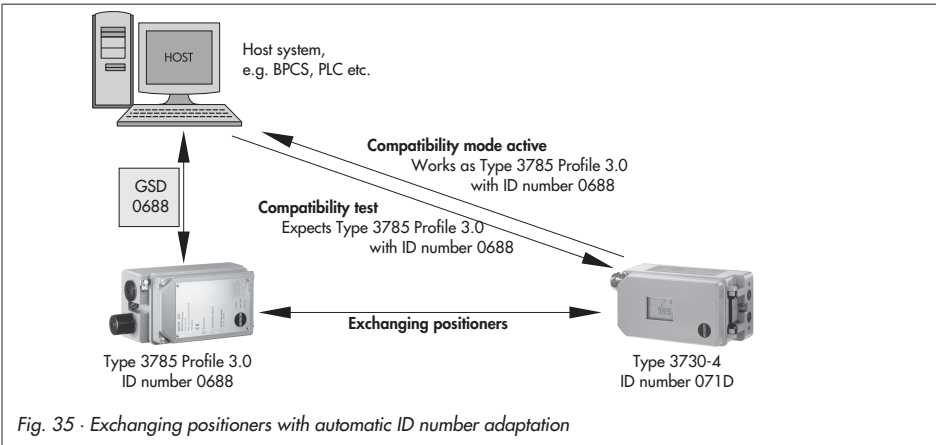 HOST
Host system,
e.g. BPCS, PLC etc.
Compatibility mode active
Works as Type 3785 Profile 3.0
with ID number 0688
GSD
0688
Compatibility test
Expects Type 3785 Profile 3.0
with ID number 0688
Exchanging positioners
Type 3785 Profile 3.0
ID number 0688
Type 3730-4
ID number 071D
Fig. 35 · Exchanging positioners with automatic ID number adaptation